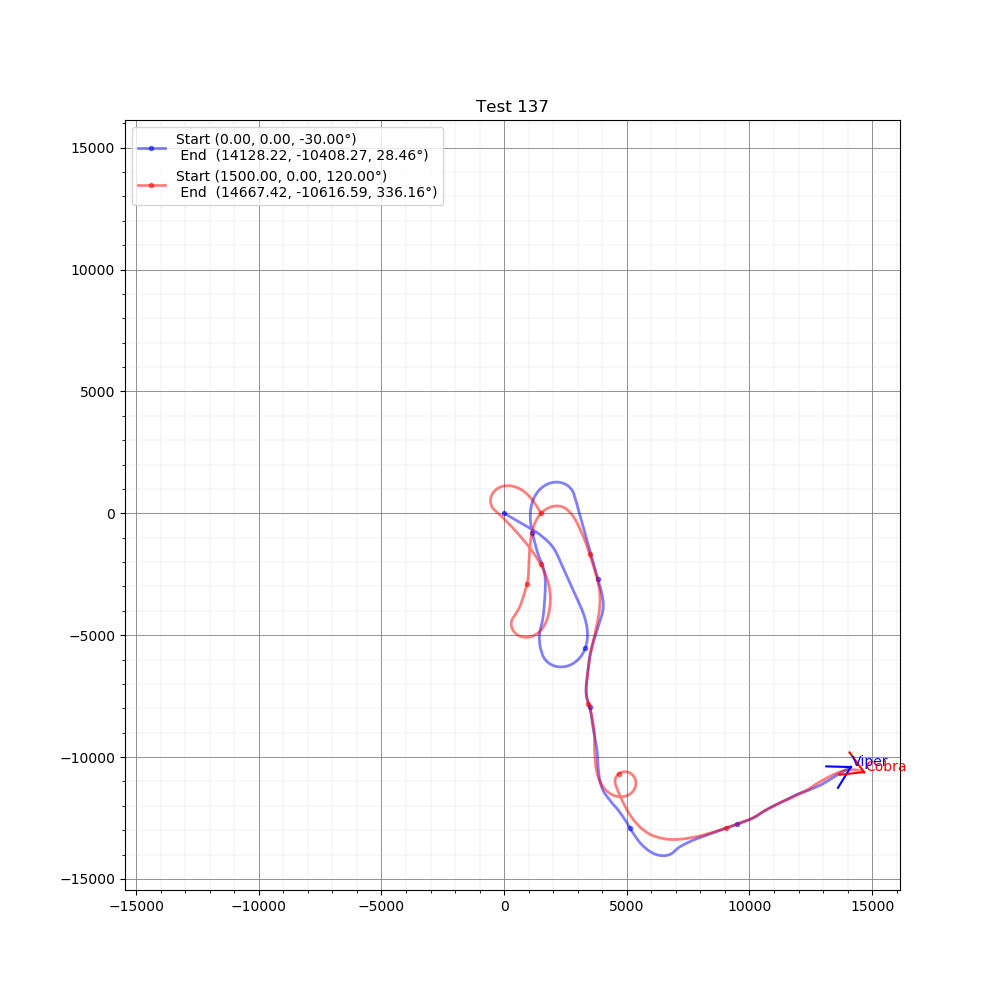 Test 137
Start (0.00, 0.00, -30.00°)
End (14128.22, -10408.27, 28.46°)
Start (1500.00, 0.00, 120.00°)
End (14667.42, -10616.59, 336.16°)
15000
10000
5000
0
−5000
−10000
−15000
Viper
Cobra
−15000 −10000 −5000 0 5000 10000 15000